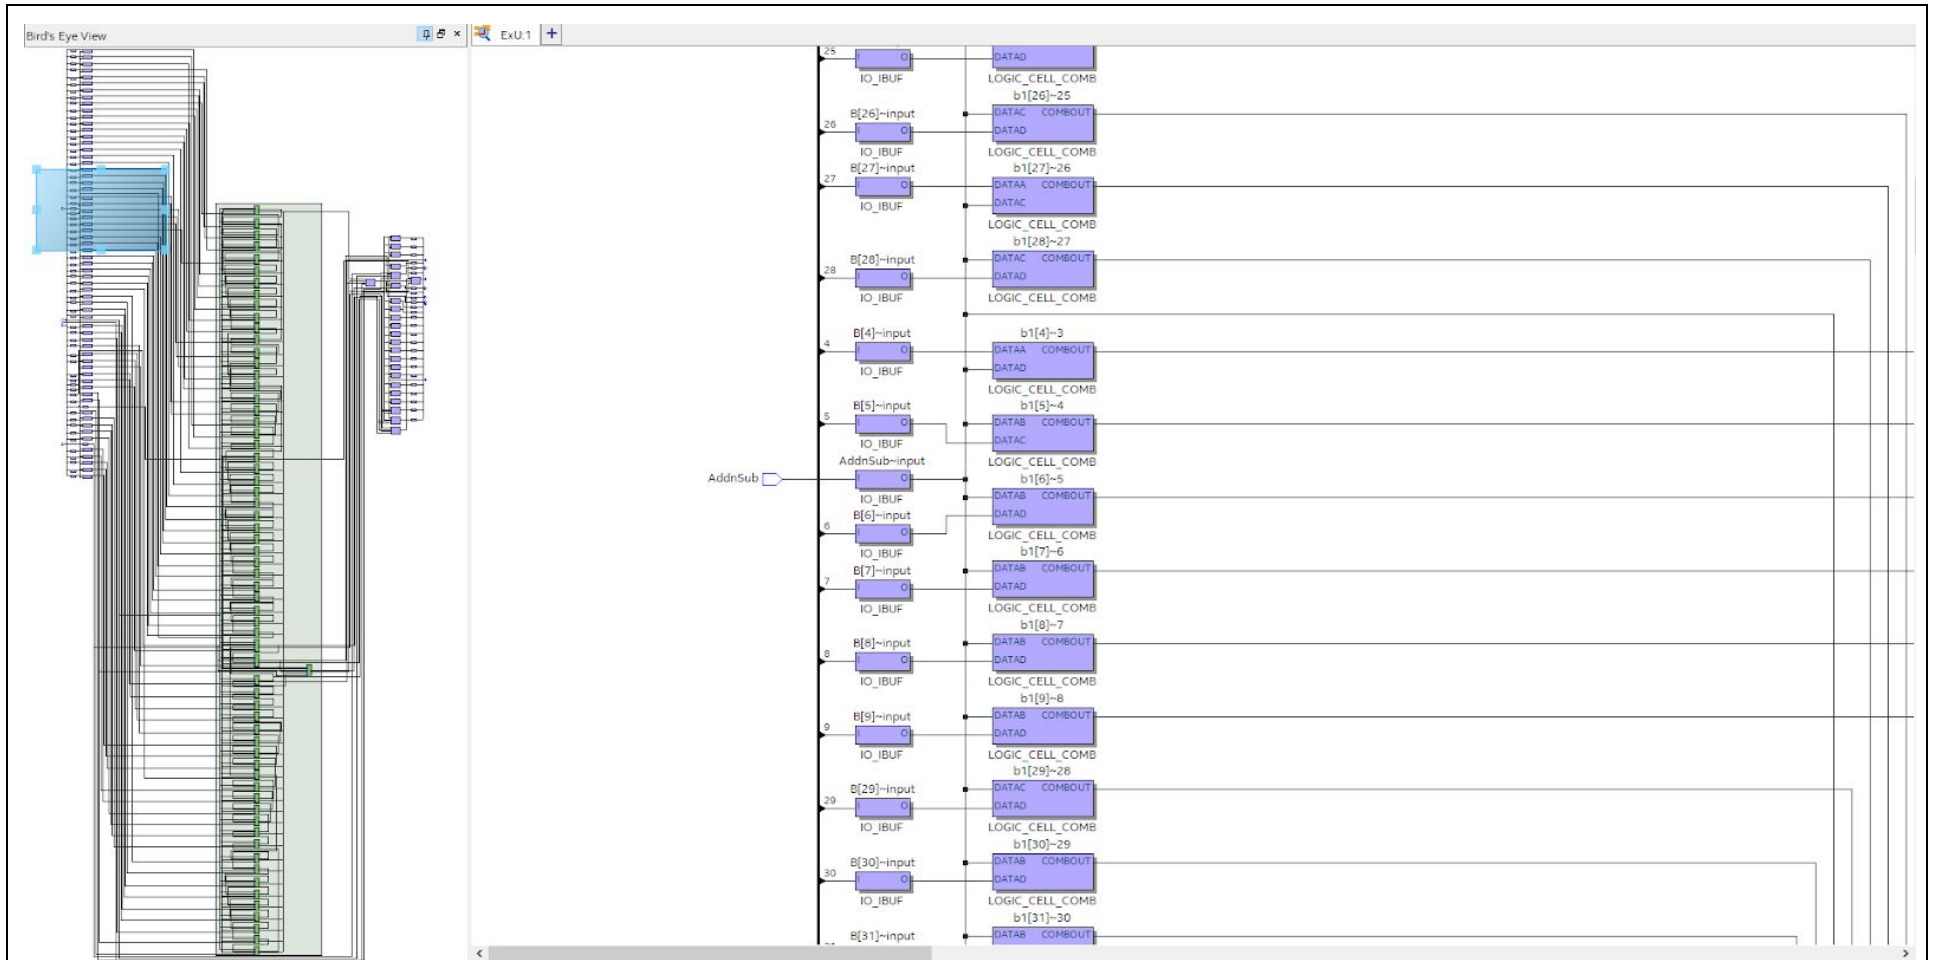 Bird's Eye View
ExU:1
25 I O DATAD
IO_IBUF LOGIC_CELL_COMB
b1[26]~25
B[26]~input DATAC COMBOUT
26 I O DATAD
IO_IBUF LOGIC_CELL_COMB
B[27]~input b1[27]~26
27 I O DATAA COMBOUT
DATAC
IO_IBUF
LOGIC_CELL_COMB
b1[28]~27
B[28]~input DATAC COMBOUT
28 I O DATAD
IO_IBUF LOGIC_CELL_COMB
B[4]~input b1[4]~3
4 I O DATAA COMBOUT
DATAD
IO_IBUF
LOGIC_CELL_COMB
B[5]~input b1[5]~4
5 I O DATAB COMBOUT
DATAC
IO_IBUF
AddnSub~input LOGIC_CELL_COMB
AddnSub I O b1[6]~5
IO_IBUF DATAB COMBOUT
B[6]~input DATAD
6 I O LOGIC_CELL_COMB
IO_IBUF b1[7]~6
B[7]~input DATAB COMBOUT
7 I O DATAD
IO_IBUF LOGIC_CELL_COMB
b1[8]~7
B[8]~input DATAB COMBOUT
8 I O DATAD
IO_IBUF LOGIC_CELL_COMB
b1[9]~8
B[9]~input DATAB COMBOUT
9 I O DATAD
IO_IBUF LOGIC_CELL_COMB
b1[29]~28
B[29]~input DATAC COMBOUT
29 I O DATAD
IO_IBUF LOGIC_CELL_COMB
b1[30]~29
B[30]~input DATAB COMBOUT
30 I O DATAD
IO_IBUF LOGIC_CELL_COMB
b1[31]~30
B[31]~input DATAB COMBOUT